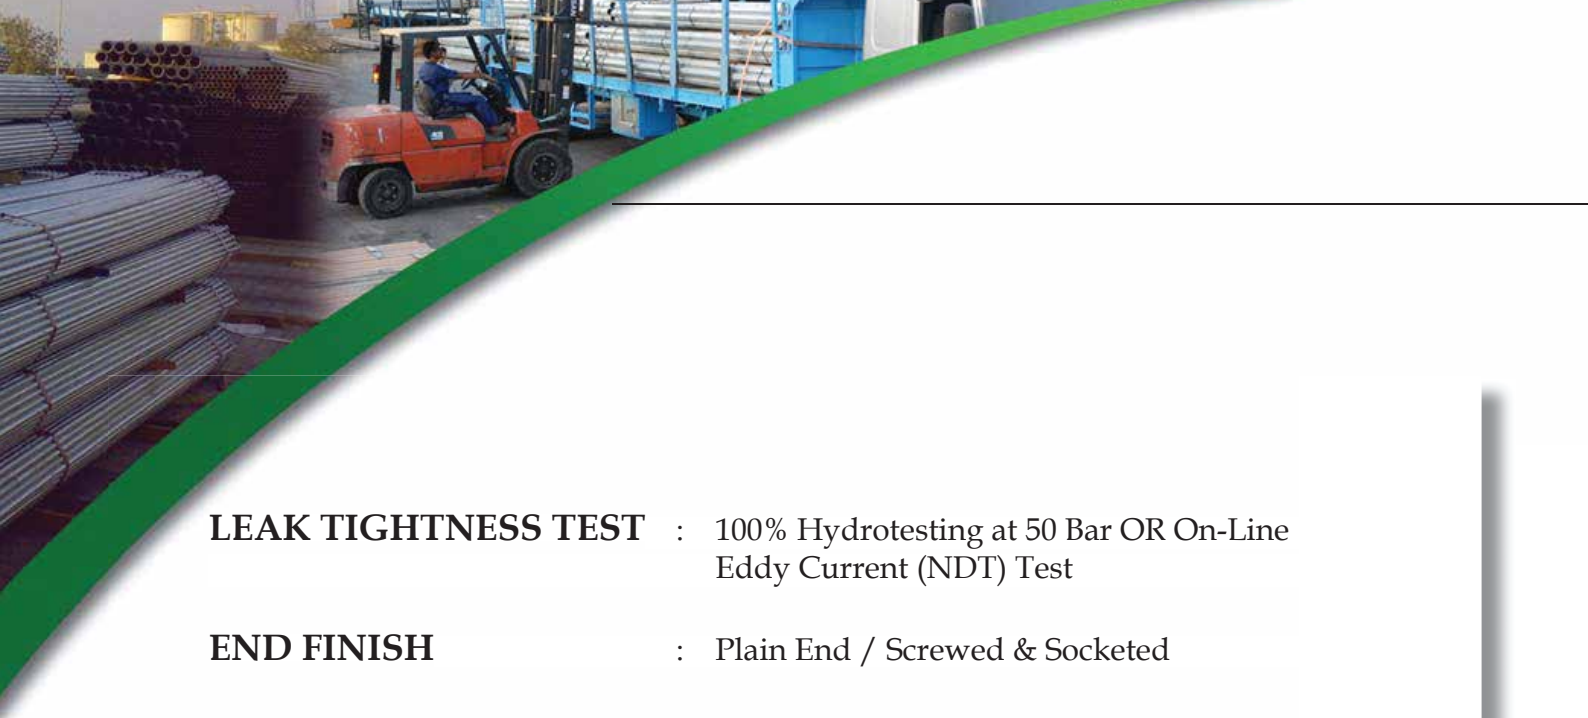 LEAK TIGHTNESS TEST : 100% Hydrotesting at 50 Bar OR On-Line
Eddy Current (NDT) Test
END FINISH : Plain End / Screwed & Socketed